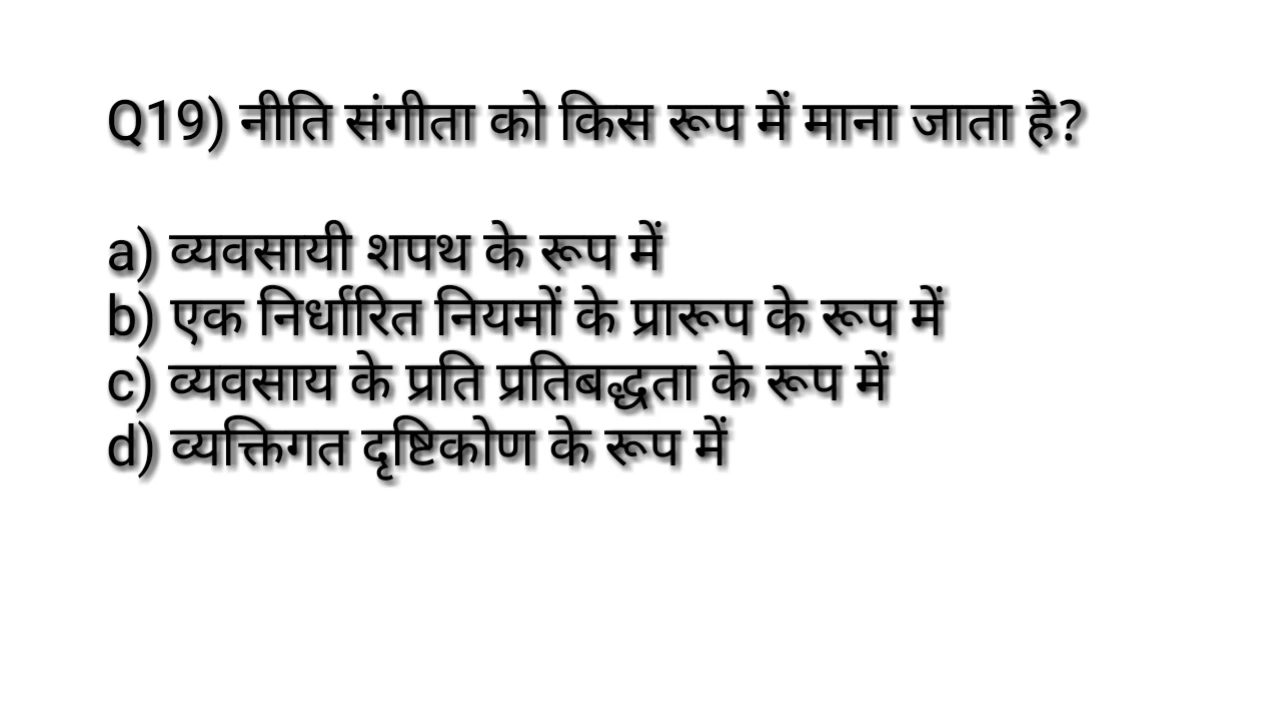 Q19) नीति संगीता को किस रूप में माना जाता है?
a) व्यवसायी शपथ के रूप में
b) एक निर्धारित नियमों के प्रारूप के रूप में
c) व्यवसाय के प्रति प्रतिबद्धता के रूप में
d) व्यक्तिगत दृष्टिकोण के रूप में